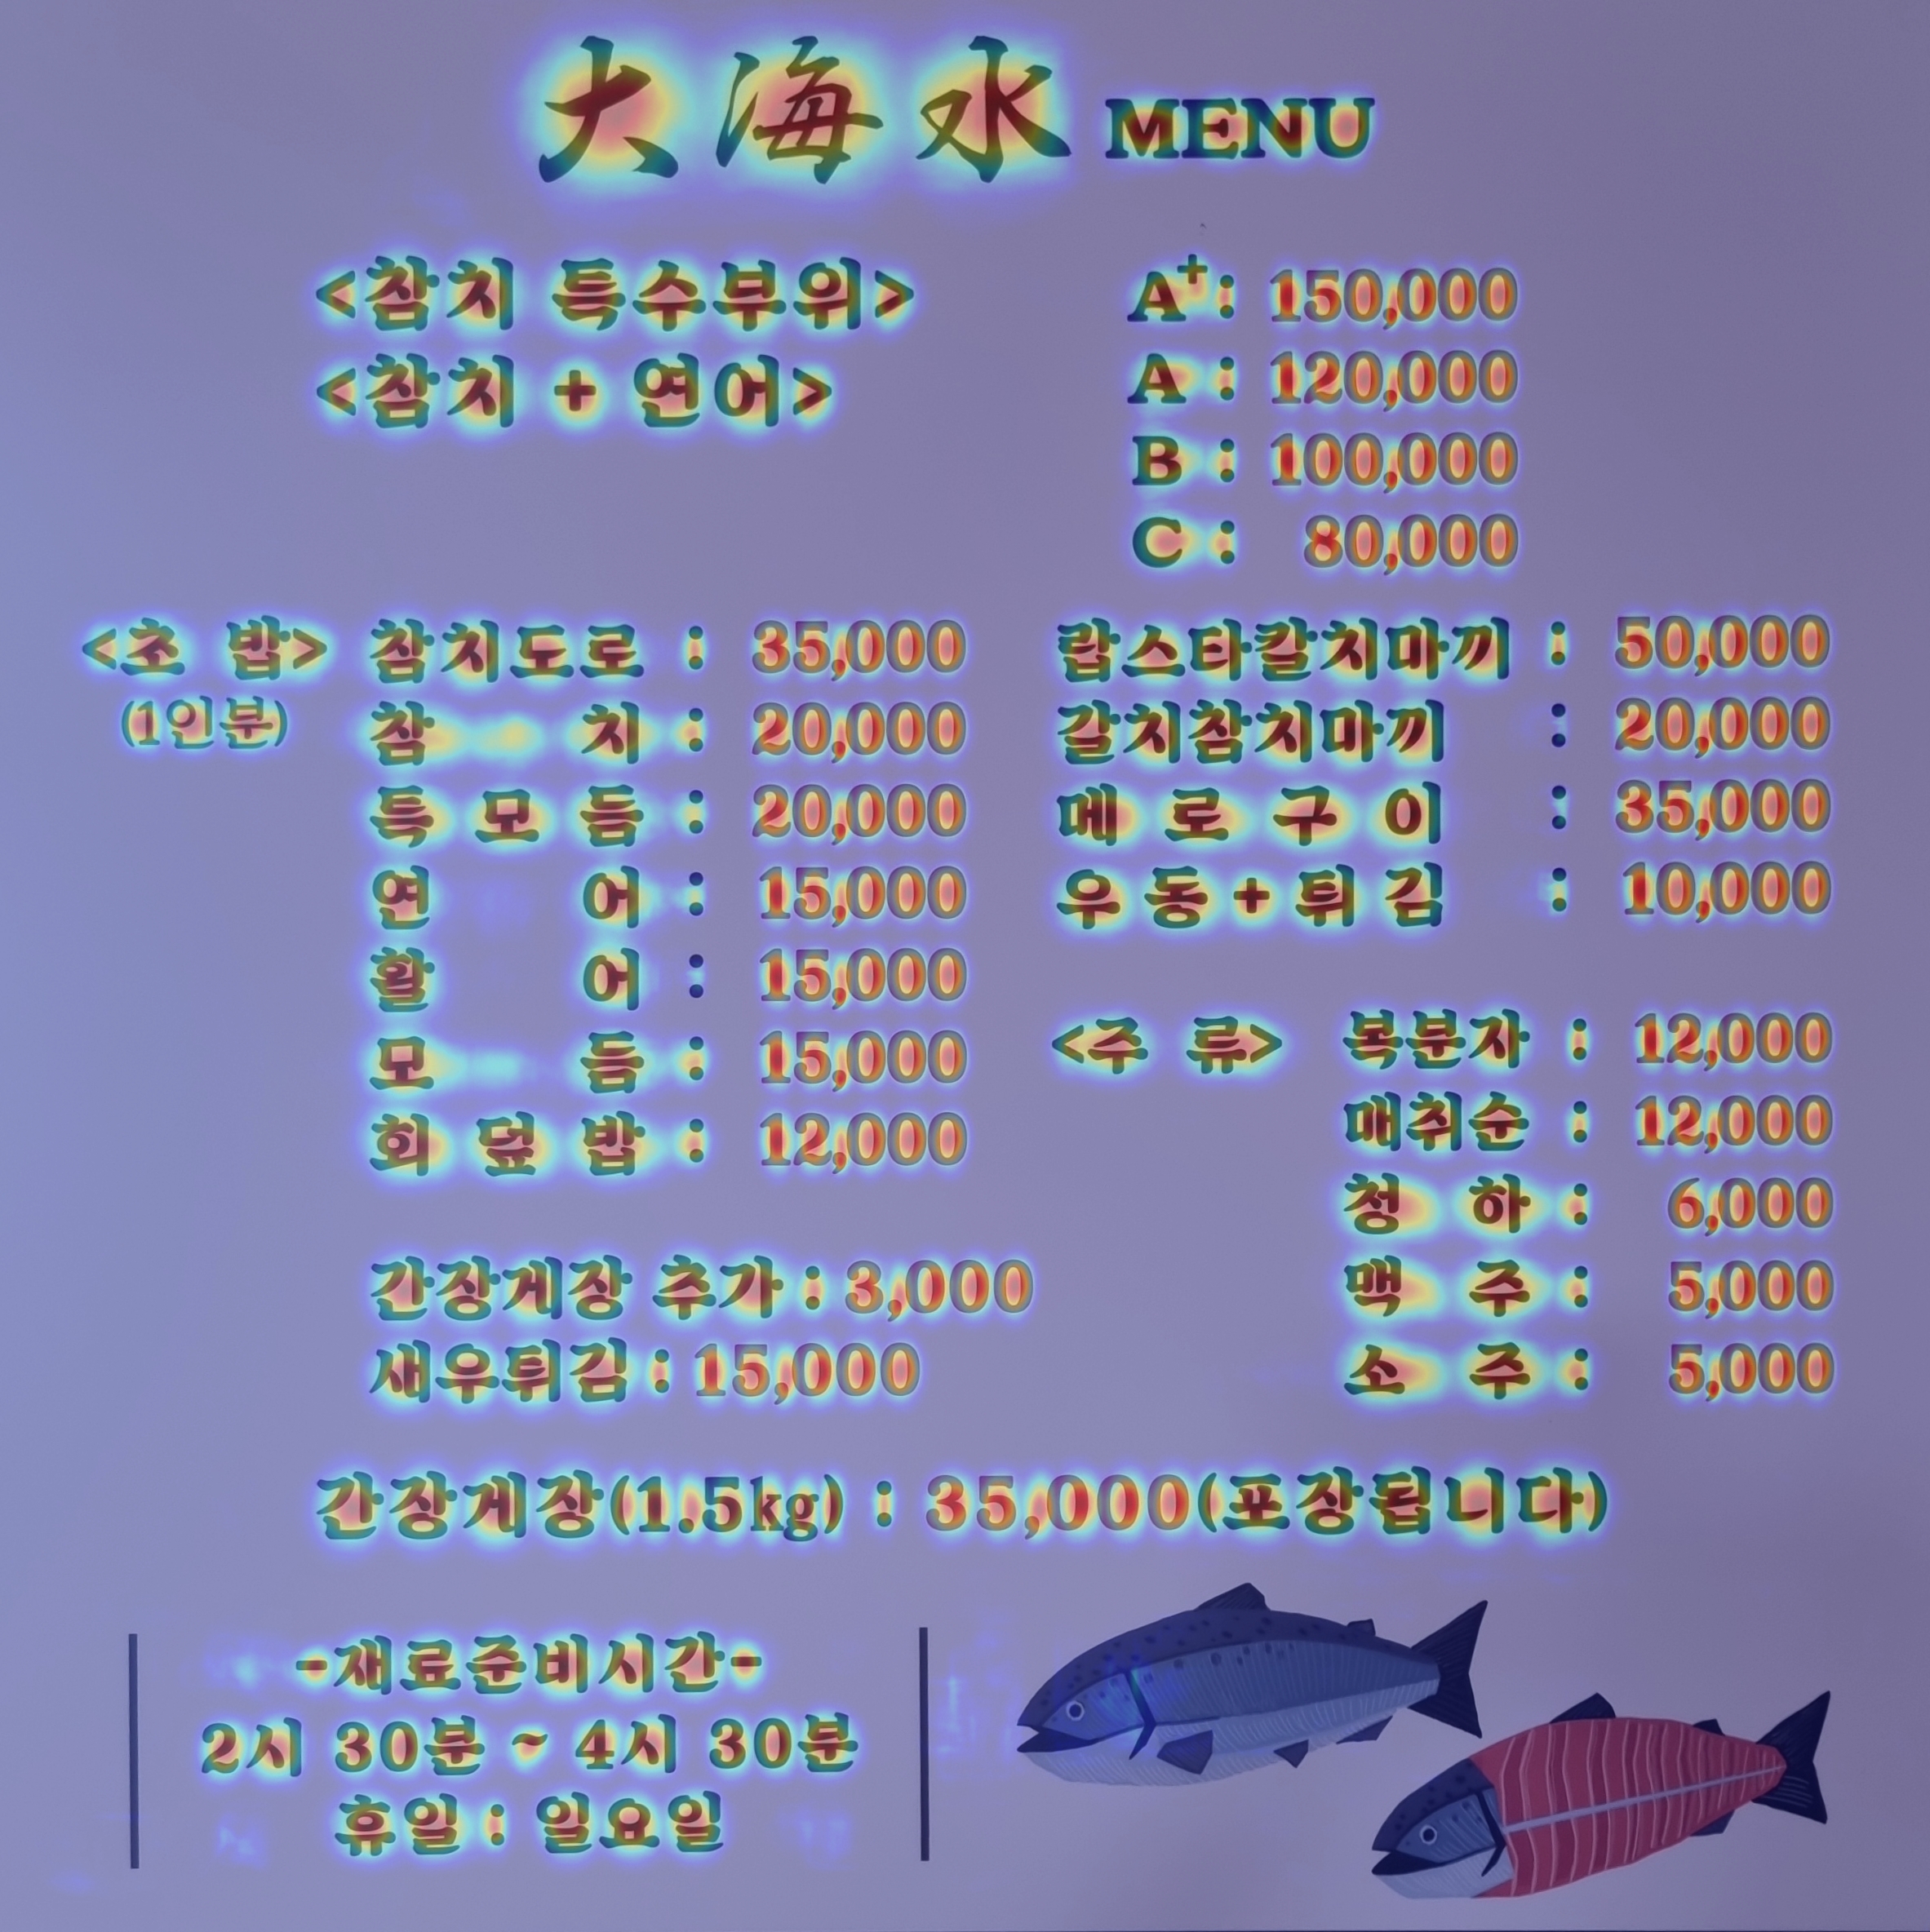 大海水 MENU
<참치 특수부위>
<참치 + 연어>
A+: 150,000
A : 120,000
B : 100,000
C : 80,000
<초 밥>
(1인분)
참치도로 : 35,000
참 치 : 20,000
특 모 듬 : 20,000
연 어 : 15,000
활 어 : 15,000
모 듬 : 15,000
회 덮 밥 : 12,000
간장게장 추가 : 3,000
새우튀김 : 15,000
랍스타칼치마끼 : 50,000
갈치참치마끼 : 20,000
메 로 구 이 : 35,000
우 동 + 튀 김 : 10,000
<주 류>
복분자 : 12,000
매취순 : 12,000
청 하 : 6,000
맥 주 : 5,000
소 주 : 5,000
간장게장(1.5kg) : 35,000(포장됩니다)
-재료준비시간-
2시 30분 ~ 4시 30분
휴일 : 일요일